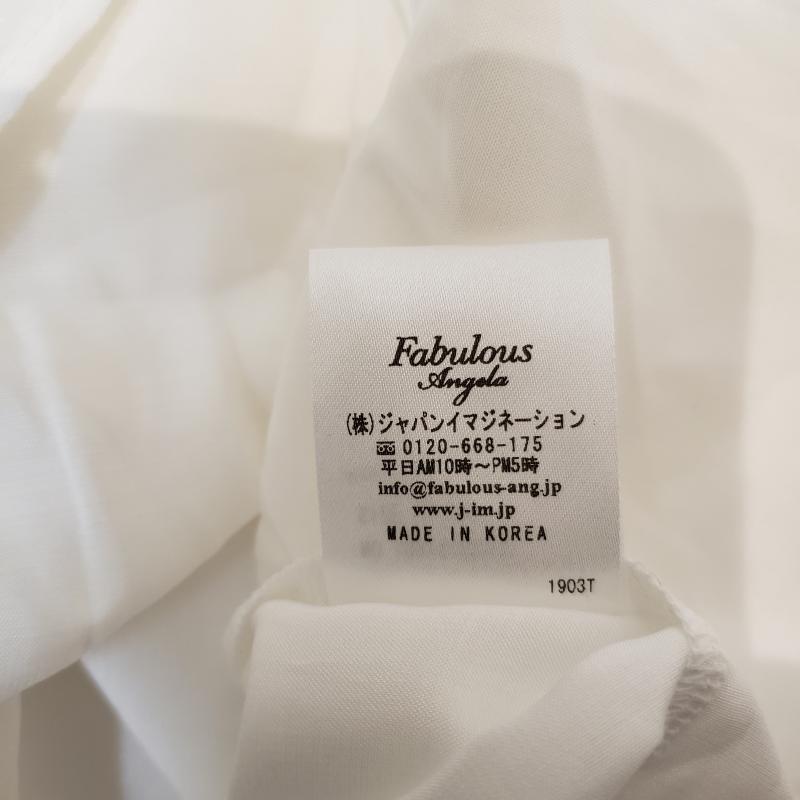 Fabulous
Angela
(株)ジャパンイマジネーション
0120-668-175
平日AM10時〜PM5時
info@fabulous-ang.jp
www.j-im.jp
MADE IN KOREA
1903T